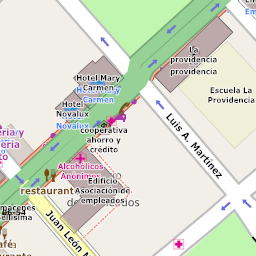 La
providencia
providencia
Hotel Mary
Carmen
Carmen
Escuela La
Providencia
Hotel
Novalux
Novalux
cooperativa
ahorro y
crédito
Luis A. Martínez
Alcoholicos
Anónimos
restaurant
Edificio
Asociación de
empleados
Juan León